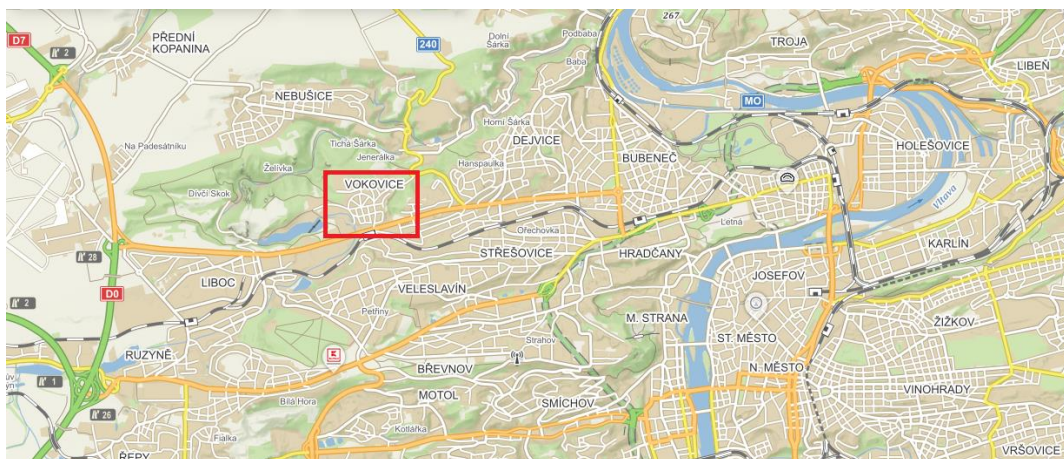 267
Podbaba
TROJA
D7
2
PŘEDNÍ
KOPANINA
240
Dolní
Šárka
Baba
LIBEŇ
NEBUŠICE
MO
Horní Šárka
DEJVICE
Na Padesátníku
Tichá Šárka
Jenerálka
HOLEŠOVICE
Želivka
Hanspaulka
BUBENEČ
Dívčí Skok
VOKOVICE
Vltava
Letná
Ořechovka
28
STŘEŠOVICE
HRADČANY
KARLÍN
LIBOC
JOSEFOV
D0
VELESLAVÍN
2
Petřiny
M. STRANA
ŽIŽKOV
Strahov
ST. MĚSTO
RUZYNĚ
BŘEVNOV
N. MĚSTO
1
MOTOL
SMÍCHOV
VINOHRADY
Bílá Hora
26
Kotlářka
Fialka
VRŠOVICE
ŘEPY